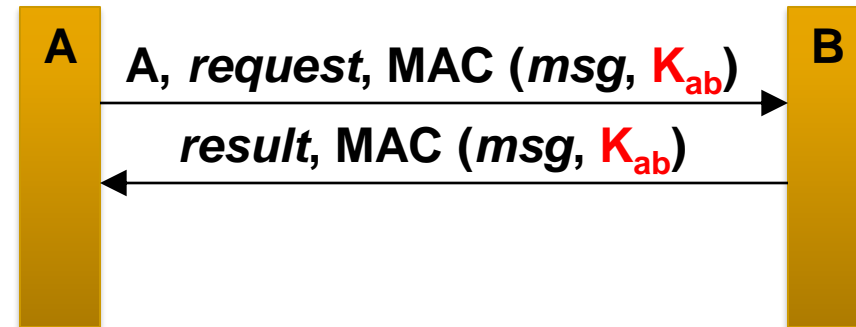 A
B
A, request, MAC (msg, Kab)
result, MAC (msg, Kab)